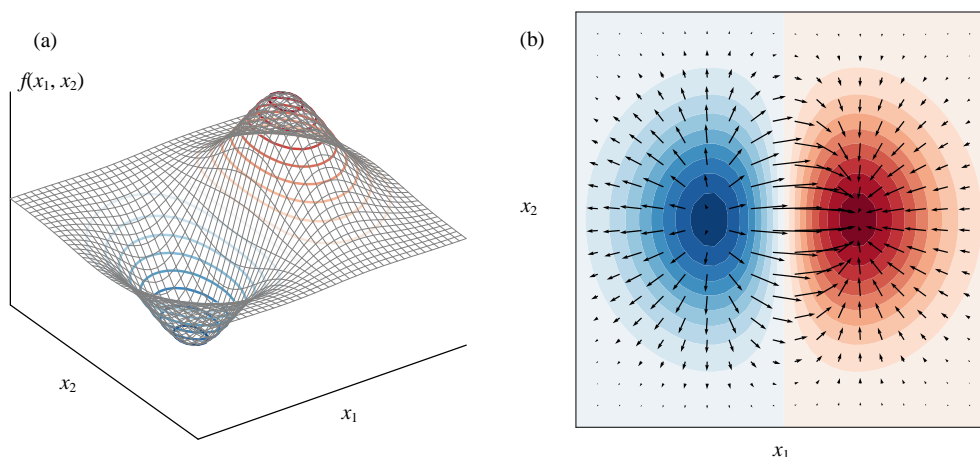 (a)
f(x₁, x₂)
x₂
x₁
(b)
x₂
x₁